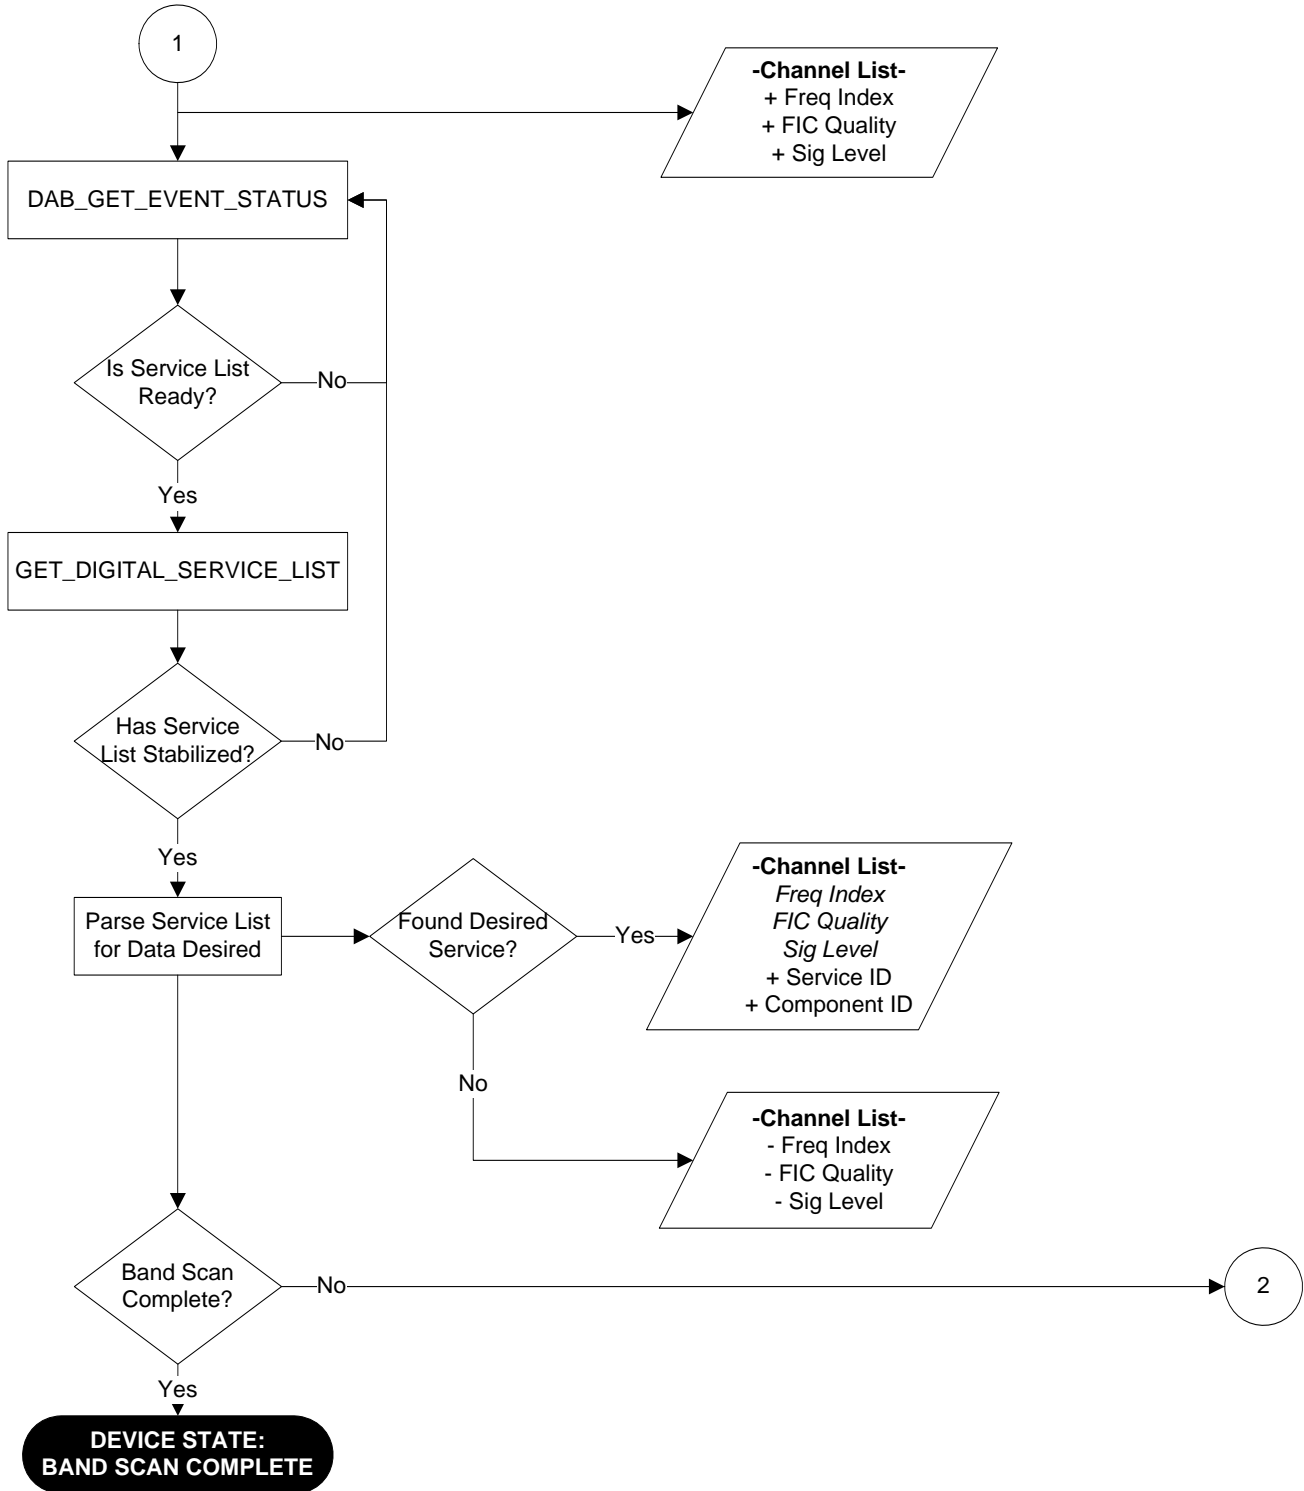 1
-Channel List-
+ Freq Index
+ FIC Quality
+ Sig Level
DAB_GET_EVENT_STATUS
Is Service List
Ready?
No
Yes
GET_DIGITAL_SERVICE_LIST
Has Service
List Stabilized?
No
Yes
Parse Service List
for Data Desired
Found Desired
Service?
Yes
-Channel List-
Freq Index
FIC Quality
Sig Level
+ Service ID
+ Component ID
No
-Channel List-
- Freq Index
- FIC Quality
- Sig Level
Band Scan
Complete?
No
2
Yes
DEVICE STATE:
BAND SCAN COMPLETE